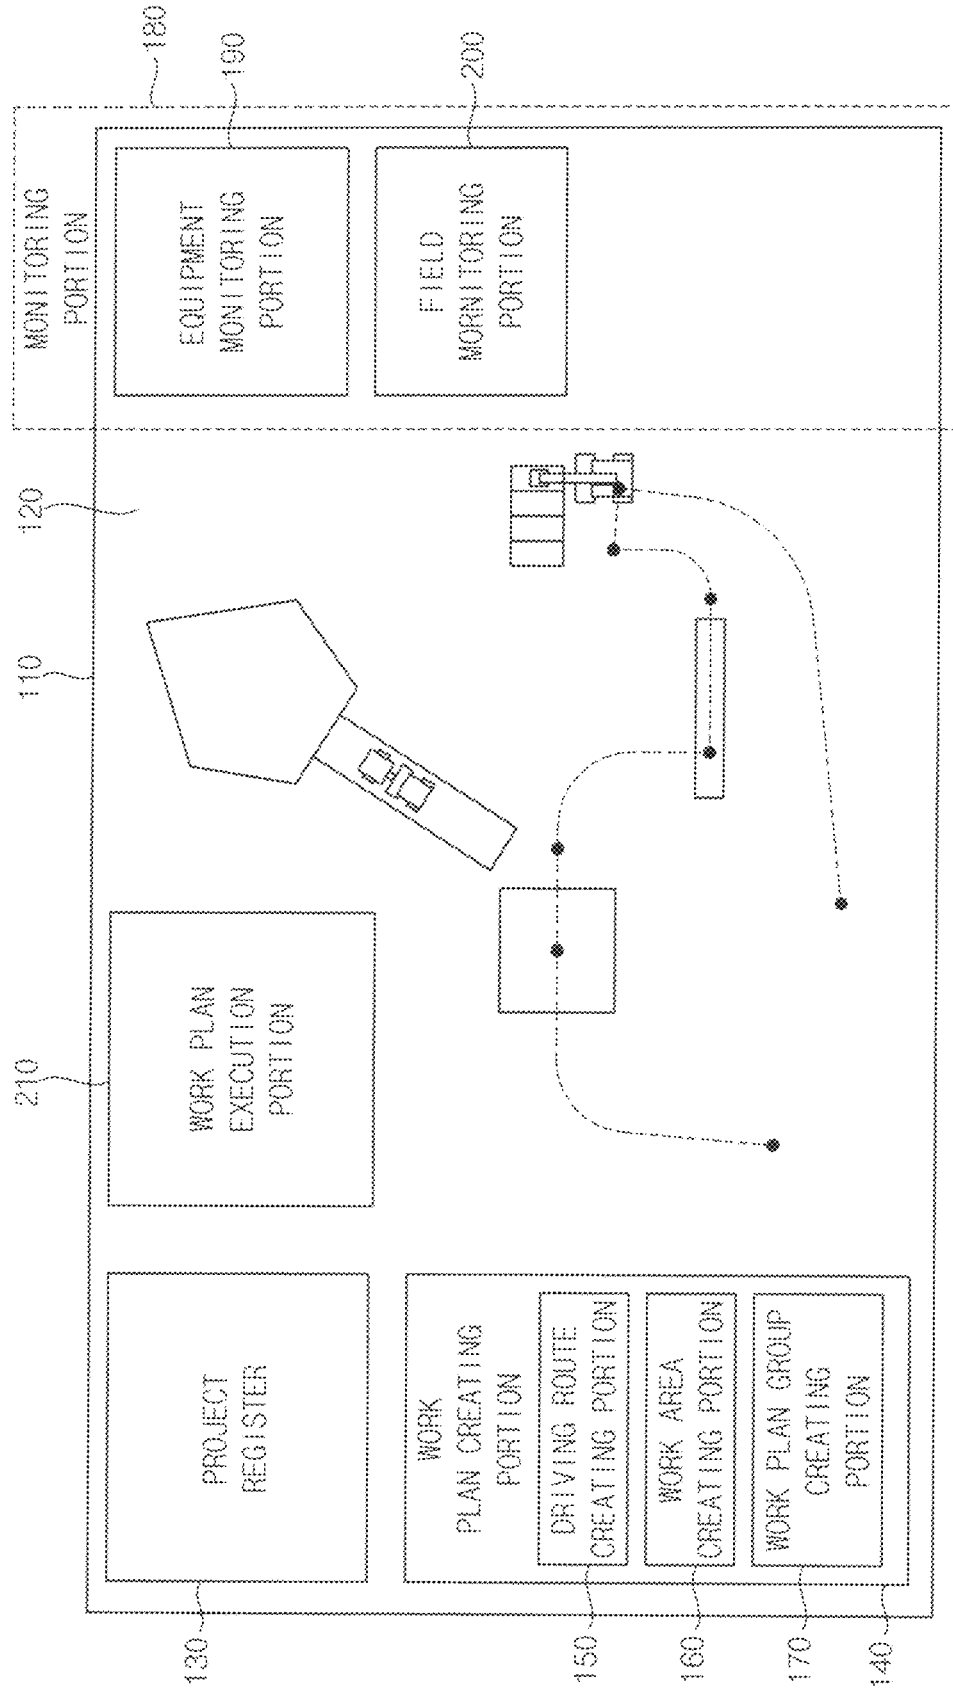 130
PROJECT
REGISTER
210
WORK PLAN
EXECUTION
PORTION
110
120
MONITORING
PORTION
180
EQUIPMENT
MONITORING
PORTION
190
FIELD
MORNITORING
PORTION
200
WORK
PLAN CREATING
PORTION
DRIVING ROUTE
CREATING PORTION
150
WORK AREA
CREATING PORTION
160
WORK PLAN GROUP
CREATING
PORTION
170
140